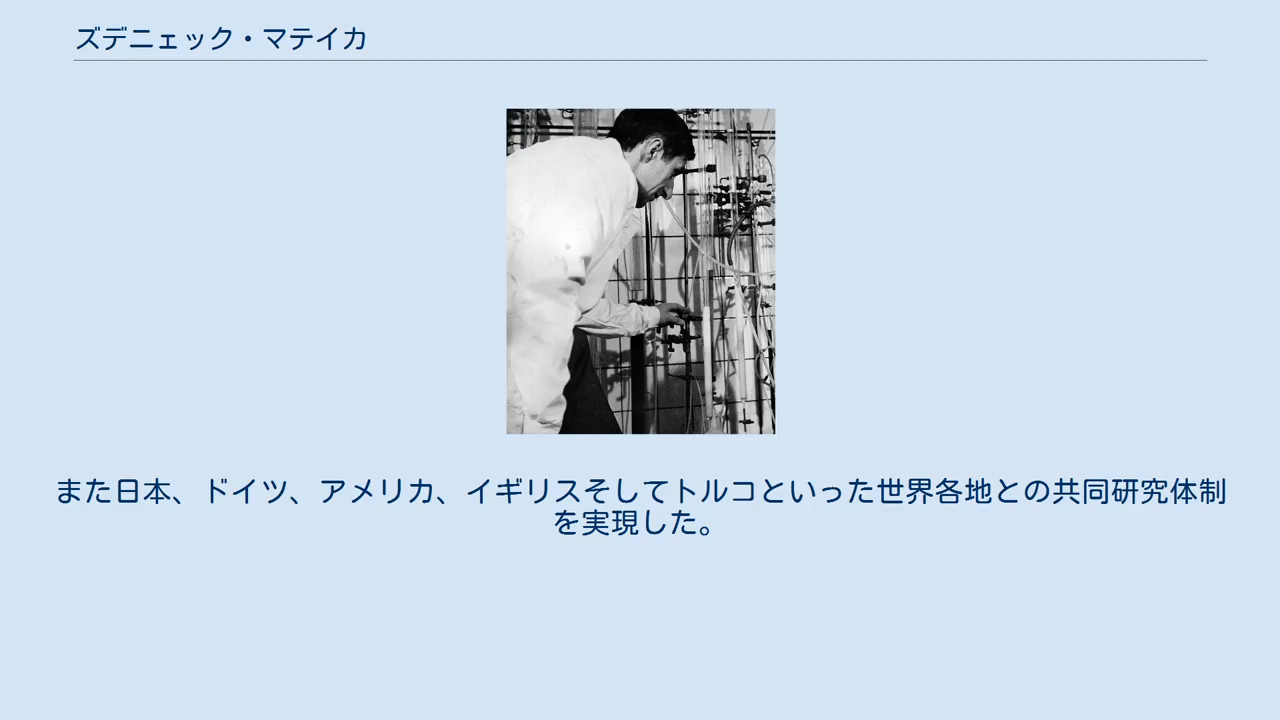 ズデニェック・マテイカ
また日本、ドイツ、アメリカ、イギリスそしてトルコといった世界各地との共同研究体制
を実現した。